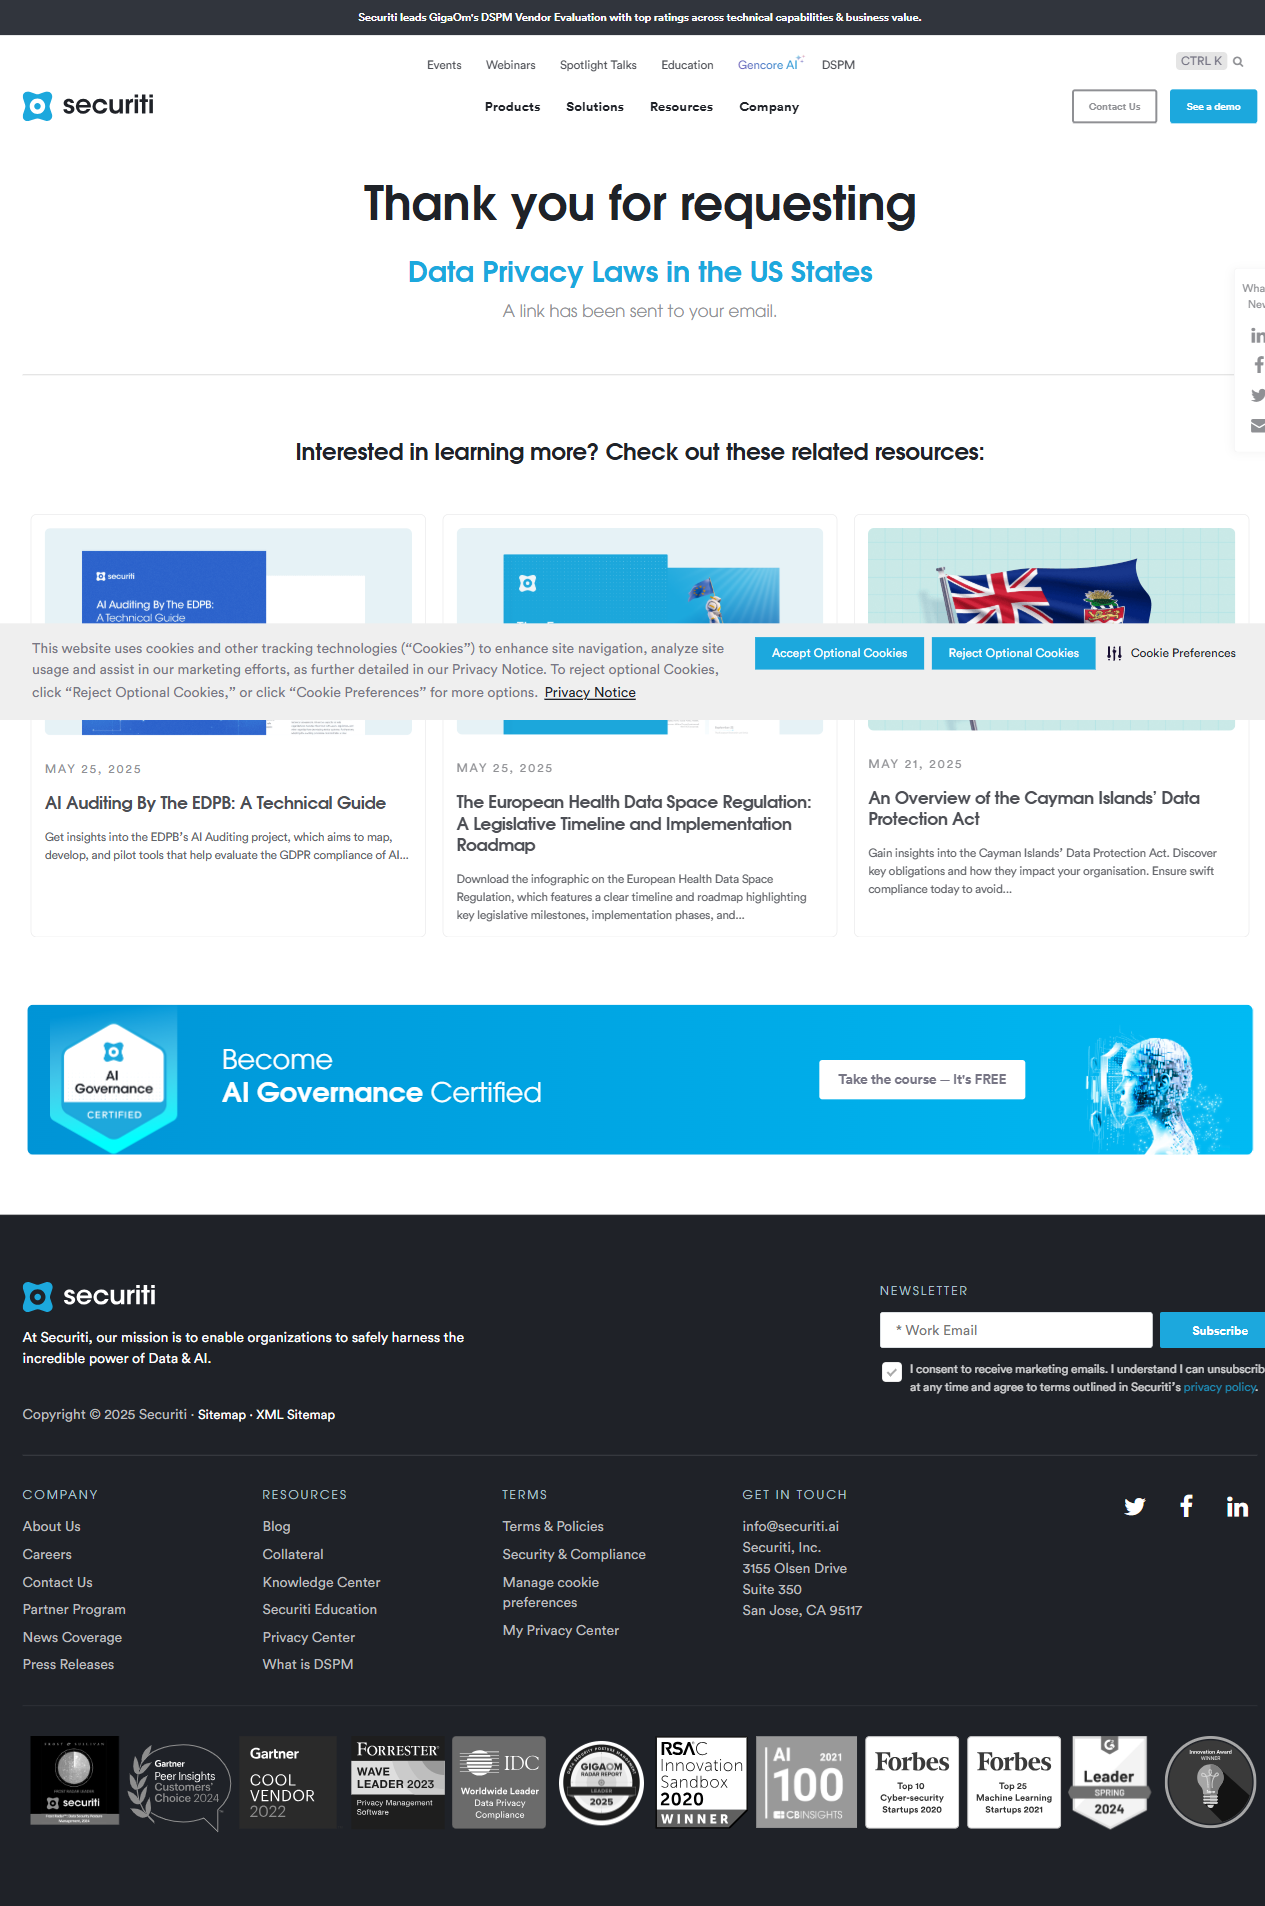 Securiti leads GigaOm's DSPM Vendor Evaluation with top ratings across technical capabilities & business value.
Events Webinars Spotlight Talks Education Gencore AI DSPM
CTRL K
securiti
Products Solutions Resources Company
Contact Us
See a demo
Thank you for requesting
Data Privacy Laws in the US States
A link has been sent to your email.
Interested in learning more? Check out these related resources:
securiti
AI Auditing By The EDPB:
A Technical Guide
This website uses cookies and other tracking technologies (“Cookies”) to enhance site navigation, analyze site
usage and assist in our marketing efforts, as further detailed in our Privacy Notice. To reject optional Cookies,
click “Reject Optional Cookies,” or click “Cookie Preferences” for more options. Privacy Notice
Accept Optional Cookies
Reject Optional Cookies
Cookie Preferences
MAY 25, 2025
AI Auditing By The EDPB: A Technical Guide
Get insights into the EDPB’s AI Auditing project, which aims to map,
develop, and pilot tools that help evaluate the GDPR compliance of AI...
MAY 25, 2025
The European Health Data Space Regulation:
A Legislative Timeline and Implementation
Roadmap
Download the infographic on the European Health Data Space
Regulation, which features a clear timeline and roadmap highlighting
key legislative milestones, implementation phases, and...
MAY 21, 2025
An Overview of the Cayman Islands’ Data
Protection Act
Gain insights into the Cayman Islands’ Data Protection Act. Discover
key obligations and how they impact your organisation. Ensure swift
compliance today to avoid...
AI
Governance
CERTIFIED
Become
AI Governance Certified
Take the course — It's FREE
securiti
At Securiti, our mission is to enable organizations to safely harness the
incredible power of Data & AI.
Copyright © 2025 Securiti · Sitemap · XML Sitemap
NEWSLETTER
* Work Email
Subscribe
I consent to receive marketing emails. I understand I can unsubscrib
at any time and agree to terms outlined in Securiti’s privacy policy.
COMPANY
About Us
Careers
Contact Us
Partner Program
News Coverage
Press Releases
RESOURCES
Blog
Collateral
Knowledge Center
Securiti Education
Privacy Center
What is DSPM
TERMS
Terms & Policies
Security & Compliance
Manage cookie
preferences
My Privacy Center
GET IN TOUCH
info@securiti.ai
Securiti, Inc.
3155 Olsen Drive
Suite 350
San Jose, CA 95117
FROST & SULLIVAN
securiti
Gartner
Peer Insights
Customers'
Choice 2024
Gartner
COOL
VENDOR
2022
FORRESTER
WAVE
LEADER 2023
Privacy Management
Software
IDC
Worldwide Leader
Data Privacy
Compliance
GIGAOM
RADAR REPORT
LEADER
2025
RSAC
Innovation
Sandbox
2020
WINNER
AI 2021
100
CBINSIGHTS
Forbes
Top 10
Cyber-security
Startups 2020
Forbes
Top 25
Machine Learning
Startups 2021
Leader
SPRING
2024
Innovation Award
WINNER